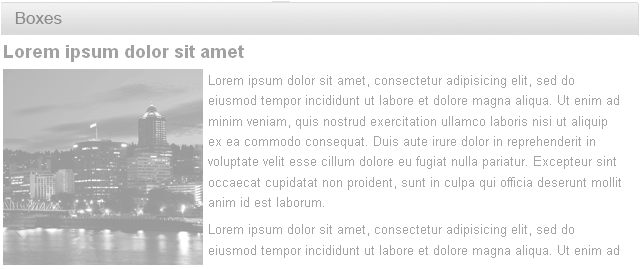 Boxes
Lorem ipsum dolor sit amet
Lorem ipsum dolor sit amet, consectetur adipisicing elit, sed do
eiusmod tempor incididunt ut labore et dolore magna aliqua. Ut enim ad
minim veniam, quis nostrud exercitation ullamco laboris nisi ut aliquip
ex ea commodo consequat. Duis aute irure dolor in reprehenderit in
voluptate velit esse cillum dolore eu fugiat nulla pariatur. Excepteur sint
occaecat cupidatat non proident, sunt in culpa qui officia deserunt mollit
anim id est laborum.
Lorem ipsum dolor sit amet, consectetur adipisicing elit, sed do
eiusmod tempor incididunt ut labore et dolore magna aliqua. Ut enim ad